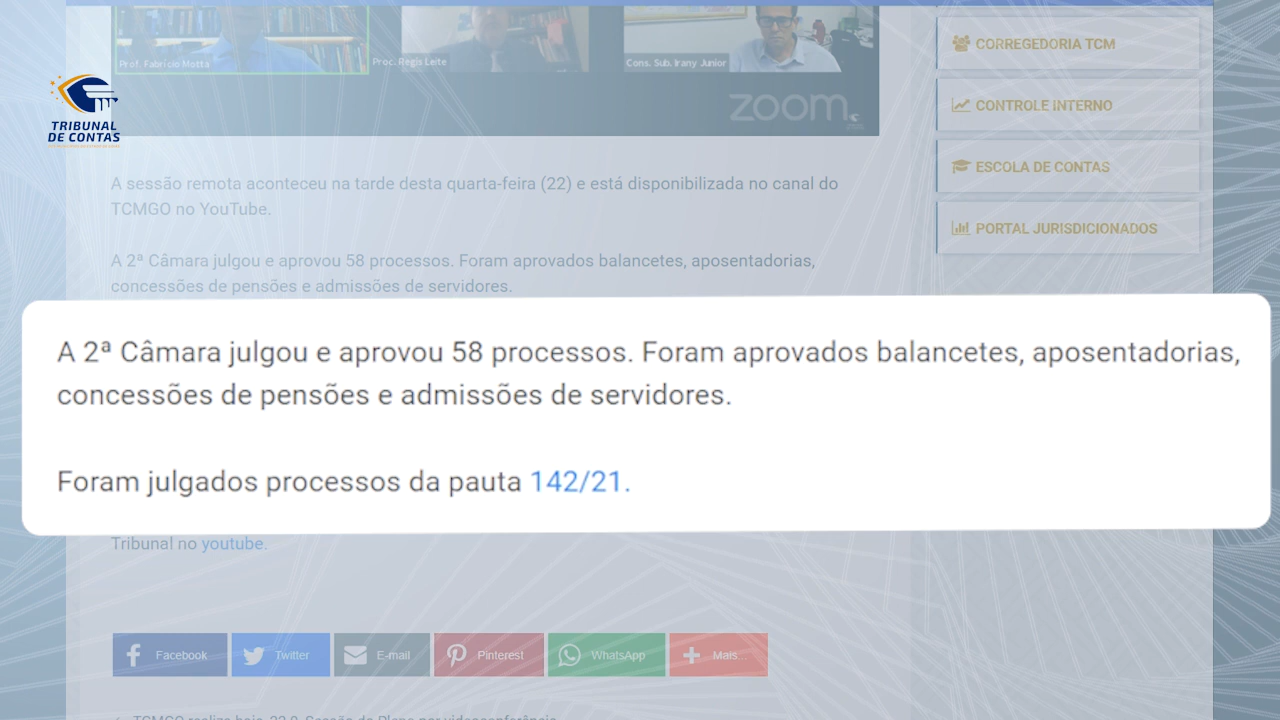 Prof. Fabrício Motta
Proc. Regis Leite
Cons. Sub. Irany Junior
zoom
TRIBUNAL
DE CONTAS
CORREGEDORIA TCM
CONTROLE INTERNO
ESCOLA DE CONTAS
PORTAL JURISDICIONADOS
A sessão remota aconteceu na tarde desta quarta-feira (22) e está disponibilizada no canal do
TCMGO no YouTube.
A 2ª Câmara julgou e aprovou 58 processos. Foram aprovados balancetes, aposentadorias,
concessões de pensões e admissões de servidores.
A 2ª Câmara julgou e aprovou 58 processos. Foram aprovados balancetes, aposentadorias,
concessões de pensões e admissões de servidores.
Foram julgados processos da pauta 142/21.
Tribunal no youtube.
Facebook
Twitter
E-mail
Pinterest
WhatsApp
Mais...